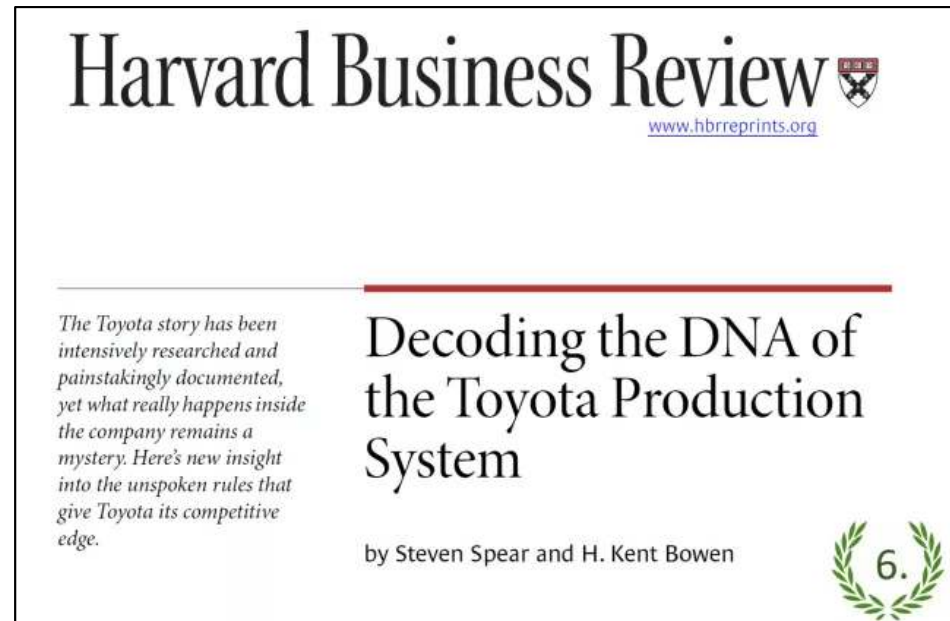 Harvard Business Review
www.hbrreprints.org
The Toyota story has been
intensively researched and
painstakingly documented,
yet what really happens inside
the company remains a
mystery. Here's new insight
into the unspoken rules that
give Toyota its competitive
edge.
Decoding the DNA of
the Toyota Production
System
by Steven Spear and H. Kent Bowen
6.